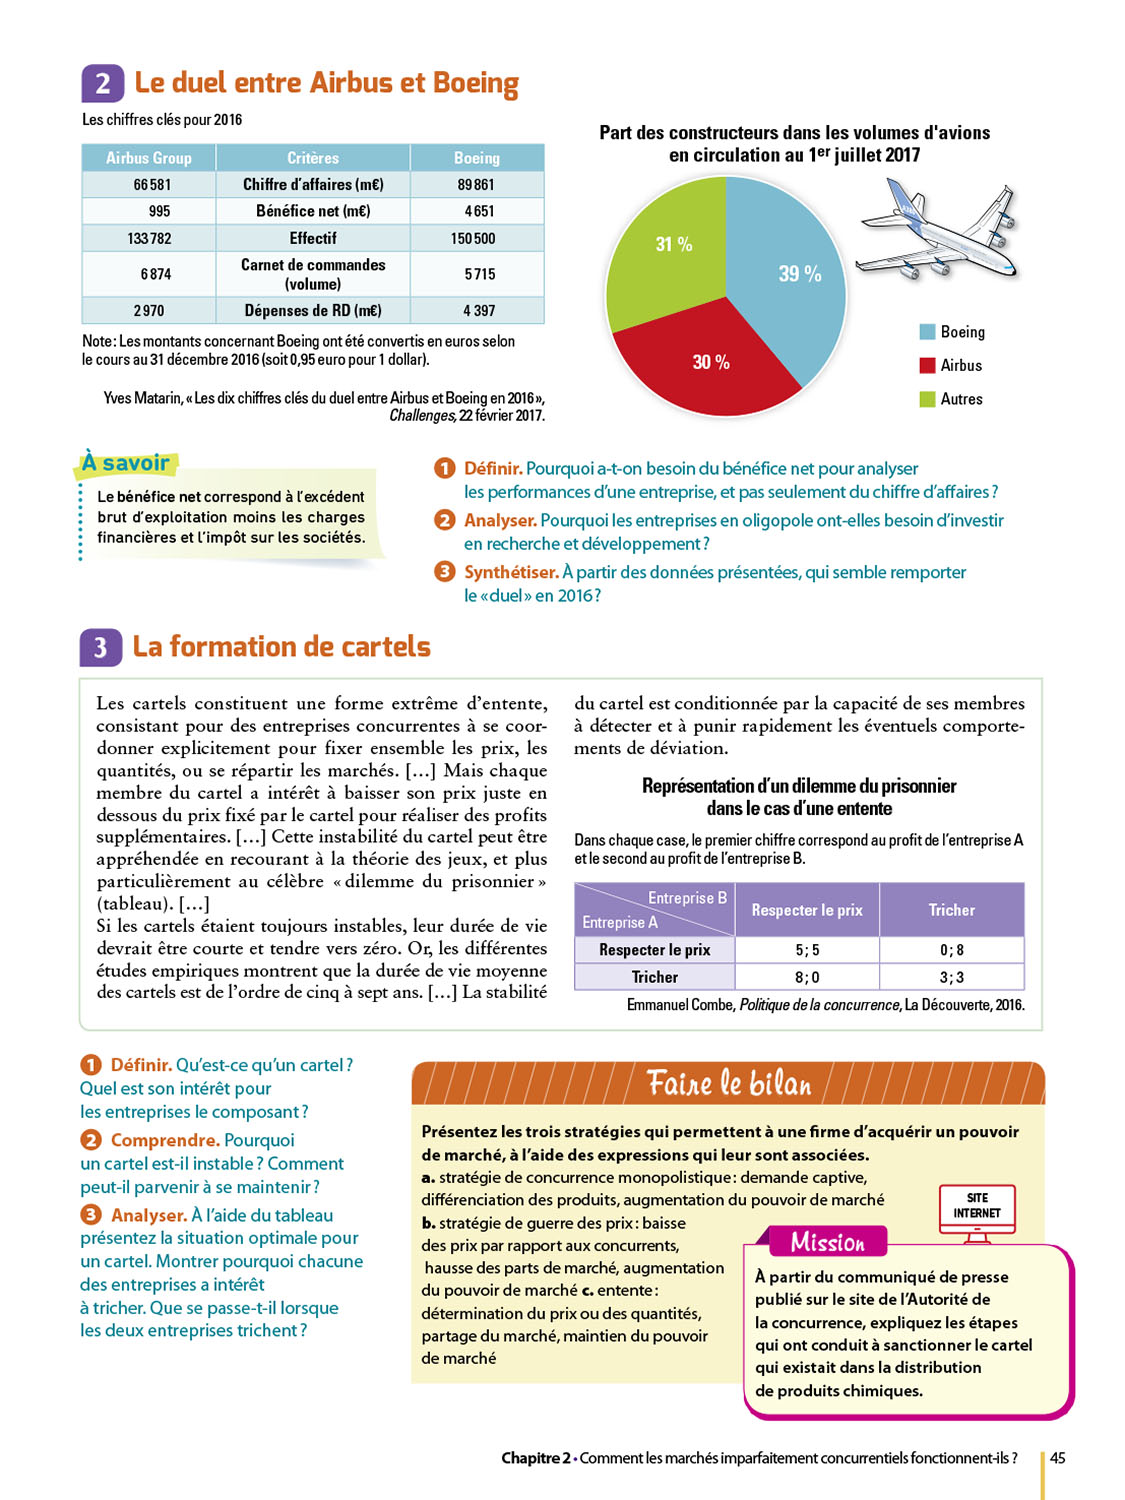 2 Le duel entre Airbus et Boeing
Les chiffres clés pour 2016
Airbus Group Critères Boeing
66 581 Chiffre d'affaires (m€) 89 861
995 Bénéfice net (m€) 4 651
133 782 Effectif 150 500
6 874 Carnet de commandes (volume) 5 715
2 970 Dépenses de RD (m€) 4 397
Note : Les montants concernant Boeing ont été convertis en euros selon
le cours au 31 décembre 2016 (soit 0,95 euro pour 1 dollar).
Yves Matarin, « Les dix chiffres clés du duel entre Airbus et Boeing en 2016 »,
Challenges, 22 février 2017.
Part des constructeurs dans les volumes d'avions
en circulation au 1er juillet 2017
31 %
39 %
30 %
Boeing
Airbus
Autres
À savoir
Le bénéfice net correspond à l'excédent
brut d'exploitation moins les charges
financières et l'impôt sur les sociétés.
1 Définir. Pourquoi a-t-on besoin du bénéfice net pour analyser
les performances d'une entreprise, et pas seulement du chiffre d'affaires ?
2 Analyser. Pourquoi les entreprises en oligopole ont-elles besoin d'investir
en recherche et développement ?
3 Synthétiser. À partir des données présentées, qui semble remporter
le « duel » en 2016 ?
3 La formation de cartels
Les cartels constituent une forme extrême d'entente,
consistant pour des entreprises concurrentes à se coor-
donner explicitement pour fixer ensemble les prix, les
quantités, ou se répartir les marchés. […] Mais chaque
membre du cartel a intérêt à baisser son prix juste en
dessous du prix fixé par le cartel pour réaliser des profits
supplémentaires. […] Cette instabilité du cartel peut être
appréhendée en recourant à la théorie des jeux, et plus
particulièrement au célèbre « dilemme du prisonnier »
(tableau). […]
Si les cartels étaient toujours instables, leur durée de vie
devrait être courte et tendre vers zéro. Or, les différentes
études empiriques montrent que la durée de vie moyenne
des cartels est de l'ordre de cinq à sept ans. […] La stabilité
du cartel est conditionnée par la capacité de ses membres
à détecter et à punir rapidement les éventuels comporte-
ments de déviation.
Représentation d'un dilemme du prisonnier
dans le cas d'une entente
Dans chaque case, le premier chiffre correspond au profit de l'entreprise A
et le second au profit de l'entreprise B.
Entreprise B
Entreprise A
Respecter le prix Tricher
Respecter le prix 5 ; 5 0 ; 8
Tricher 8 ; 0 3 ; 3
Emmanuel Combe, Politique de la concurrence, La Découverte, 2016.
1 Définir. Qu'est-ce qu'un cartel ?
Quel est son intérêt pour
les entreprises le composant ?
2 Comprendre. Pourquoi
un cartel est-il instable ? Comment
peut-il parvenir à se maintenir ?
3 Analyser. À l'aide du tableau
présentez la situation optimale pour
un cartel. Montrer pourquoi chacune
des entreprises a intérêt
à tricher. Que se passe-t-il lorsque
les deux entreprises trichent ?
Faire le bilan
Présentez les trois stratégies qui permettent à une firme d'acquérir un pouvoir
de marché, à l'aide des expressions qui leur sont associées.
a. stratégie de concurrence monopolistique : demande captive,
différenciation des produits, augmentation du pouvoir de marché
b. stratégie de guerre des prix : baisse
des prix par rapport aux concurrents,
hausse des parts de marché, augmentation
du pouvoir de marché c. entente :
détermination du prix ou des quantités,
partage du marché, maintien du pouvoir
de marché
SITE
INTERNET
Mission
À partir du communiqué de presse
publié sur le site de l'Autorité de
la concurrence, expliquez les étapes
qui ont conduit à sanctionner le cartel
qui existait dans la distribution
de produits chimiques.
Chapitre 2 • Comment les marchés imparfaitement concurrentiels fonctionnent-ils ? 45